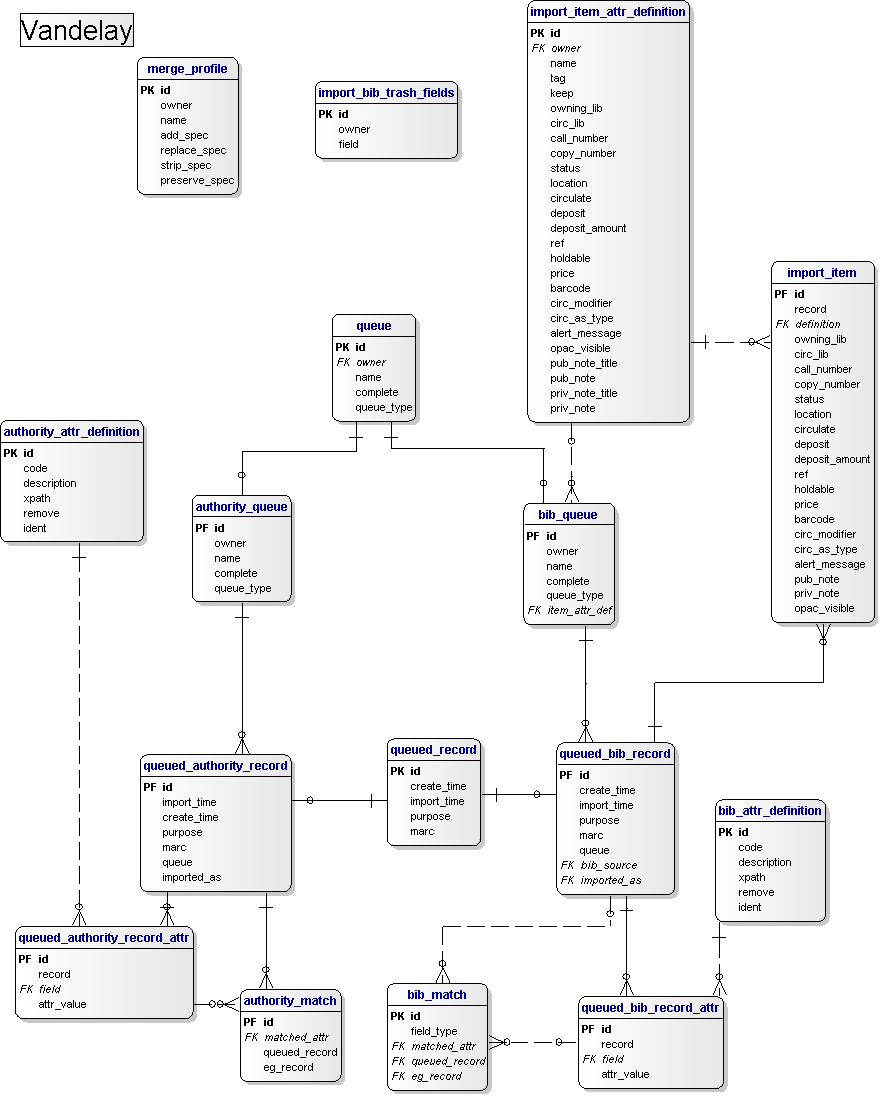 Vandelay
merge_profile
PK id
owner
name
add_spec
replace_spec
strip_spec
preserve_spec
import_bib_trash_fields
PK id
owner
field
import_item_attr_definition
PK id
FK owner
name
tag
keep
owning_lib
circ_lib
call_number
copy_number
status
location
circulate
deposit
deposit_amount
ref
holdable
price
barcode
circ_modifier
circ_as_type
alert_message
opac_visible
pub_note_title
pub_note
priv_note_title
priv_note
import_item
PF id
record
FK definition
owning_lib
circ_lib
call_number
copy_number
status
location
circulate
deposit
deposit_amount
ref
holdable
price
barcode
circ_modifier
circ_as_type
alert_message
pub_note
priv_note
opac_visible
queue
PK id
FK owner
name
complete
queue_type
authority_attr_definition
PK id
code
description
xpath
remove
ident
authority_queue
PF id
owner
name
complete
queue_type
bib_queue
PF id
owner
name
complete
queue_type
FK item_attr_def
queued_authority_record
PF id
import_time
create_time
purpose
marc
queue
imported_as
queued_record
PK id
create_time
import_time
purpose
marc
queued_bib_record
PF id
create_time
import_time
purpose
marc
queue
FK bib_source
FK imported_as
bib_attr_definition
PK id
code
description
xpath
remove
ident
queued_authority_record_attr
PF id
record
FK field
attr_value
authority_match
PF id
FK matched_attr
queued_record
eg_record
bib_match
PK id
field_type
FK matched_attr
FK queued_record
FK eg_record
queued_bib_record_attr
PF id
record
FK field
attr_value